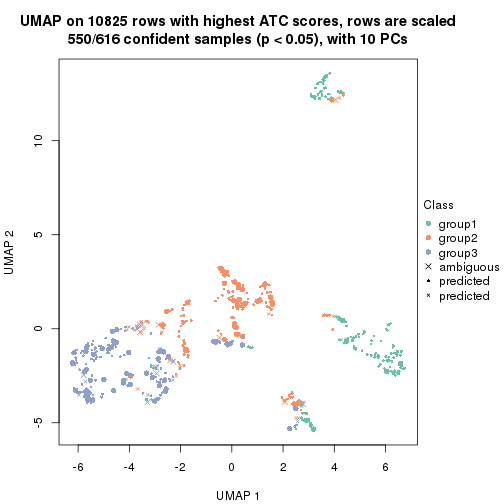 UMAP on 10825 rows with highest ATC scores, rows are scaled
550/616 confident samples (p < 0.05), with 10 PCs
10
5
0
-5
UMAP 2
-6
-4
-2
0
2
4
6
UMAP 1
Class
group1
group2
group3
ambiguous
predicted
predicted